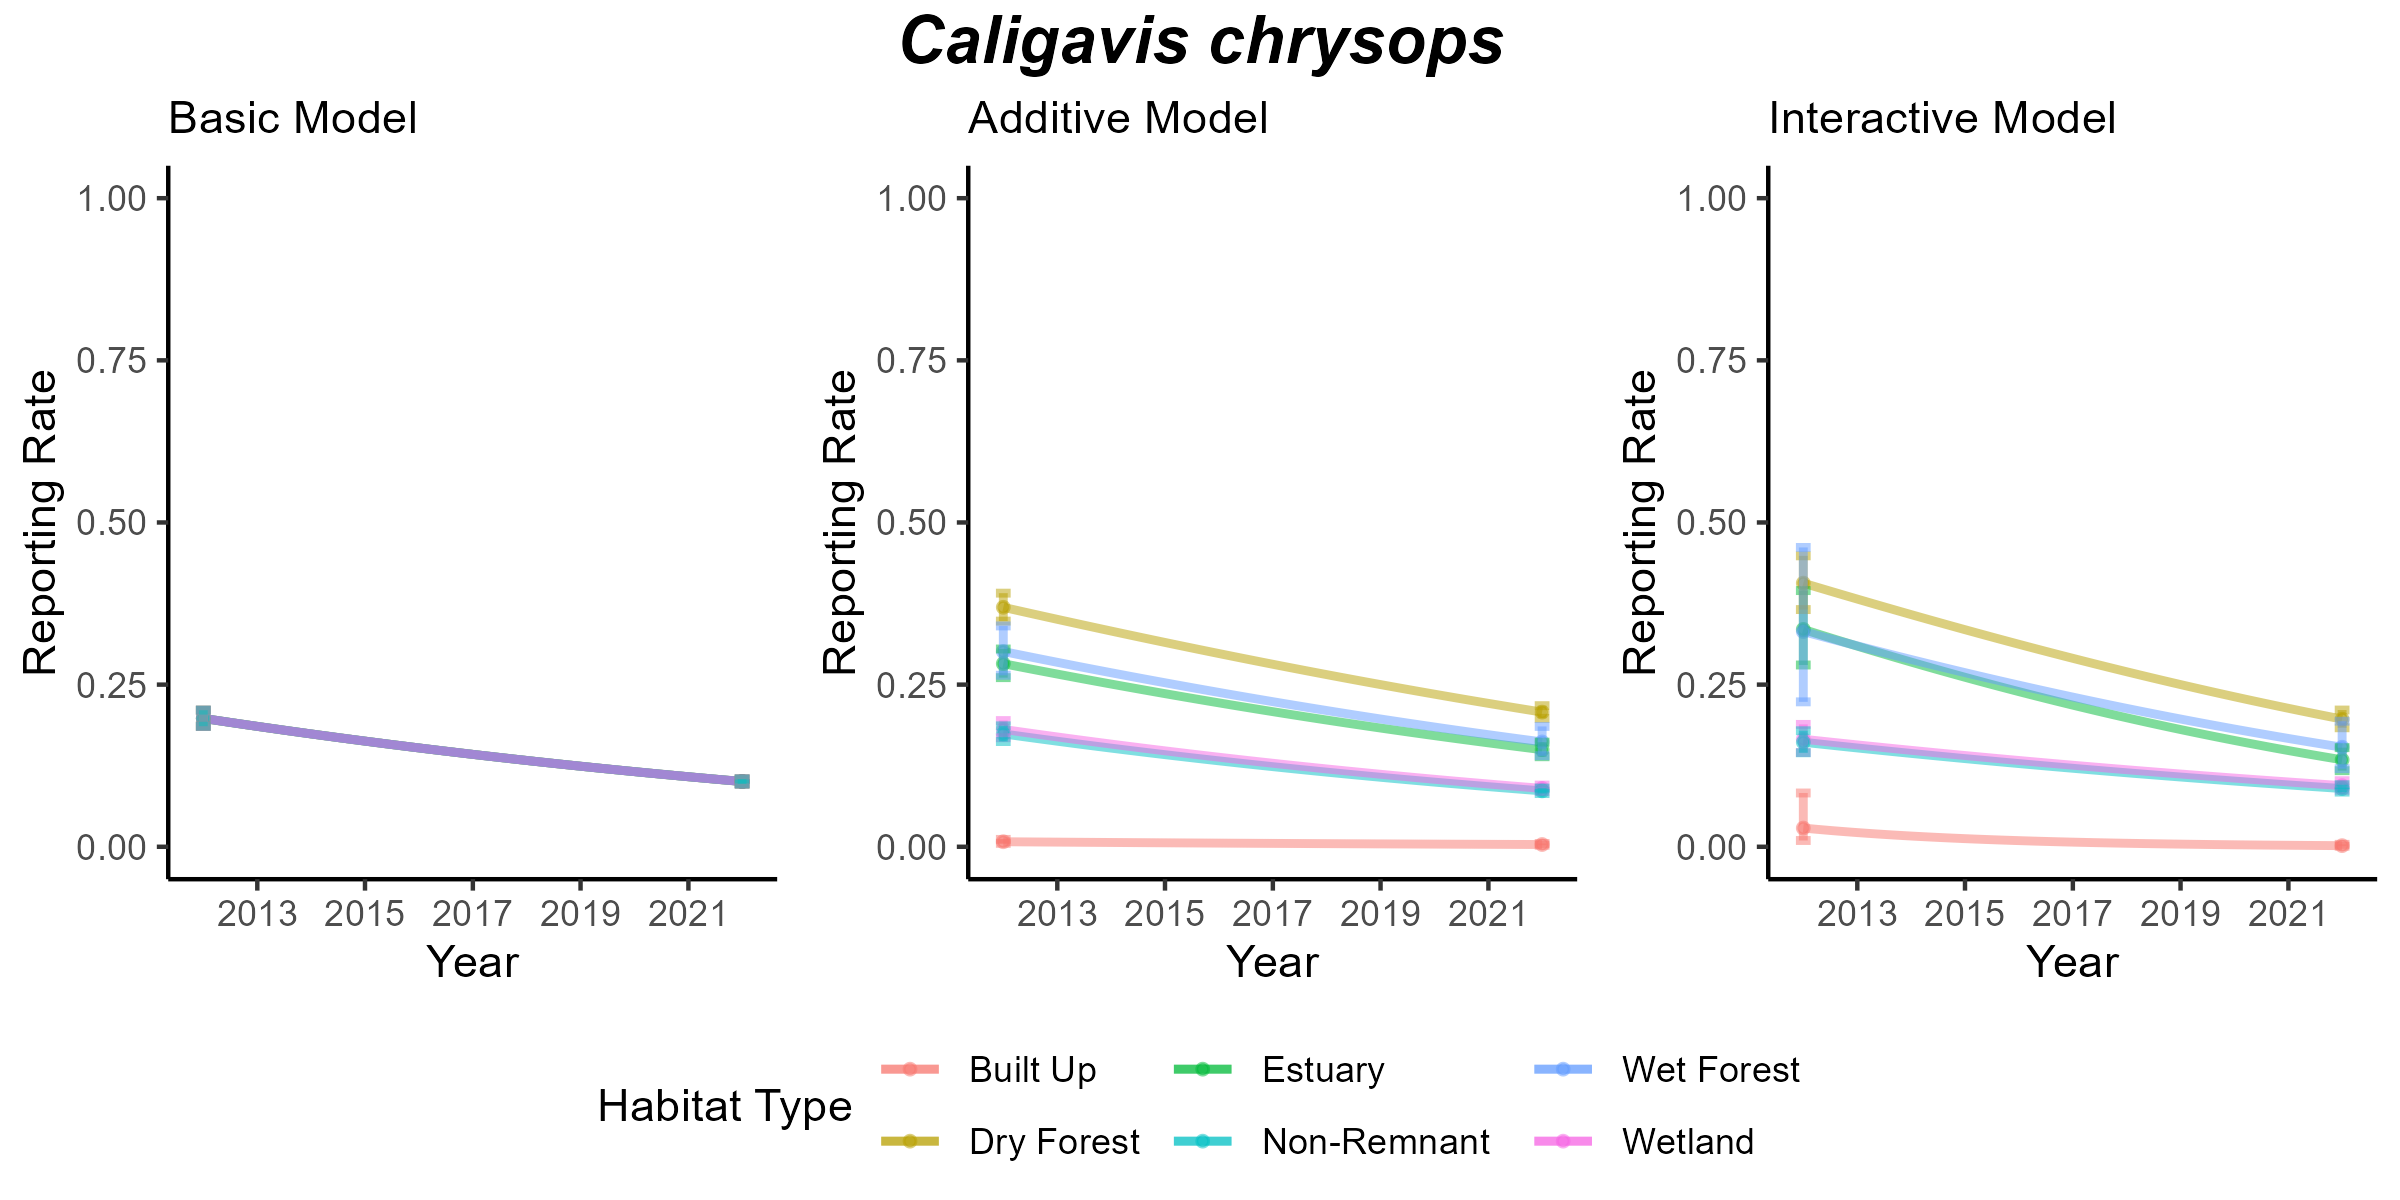 Caligavis chrysops
Basic Model
Additive Model
Interactive Model
Reporting Rate
1.00
0.75
0.50
0.25
0.00
2013 2015 2017 2019 2021
Year
Reporting Rate
1.00
0.75
0.50
0.25
0.00
2013 2015 2017 2019 2021
Year
Reporting Rate
1.00
0.75
0.50
0.25
0.00
2013 2015 2017 2019 2021
Year
Habitat Type
Built Up
Estuary
Wet Forest
Dry Forest
Non-Remnant
Wetland